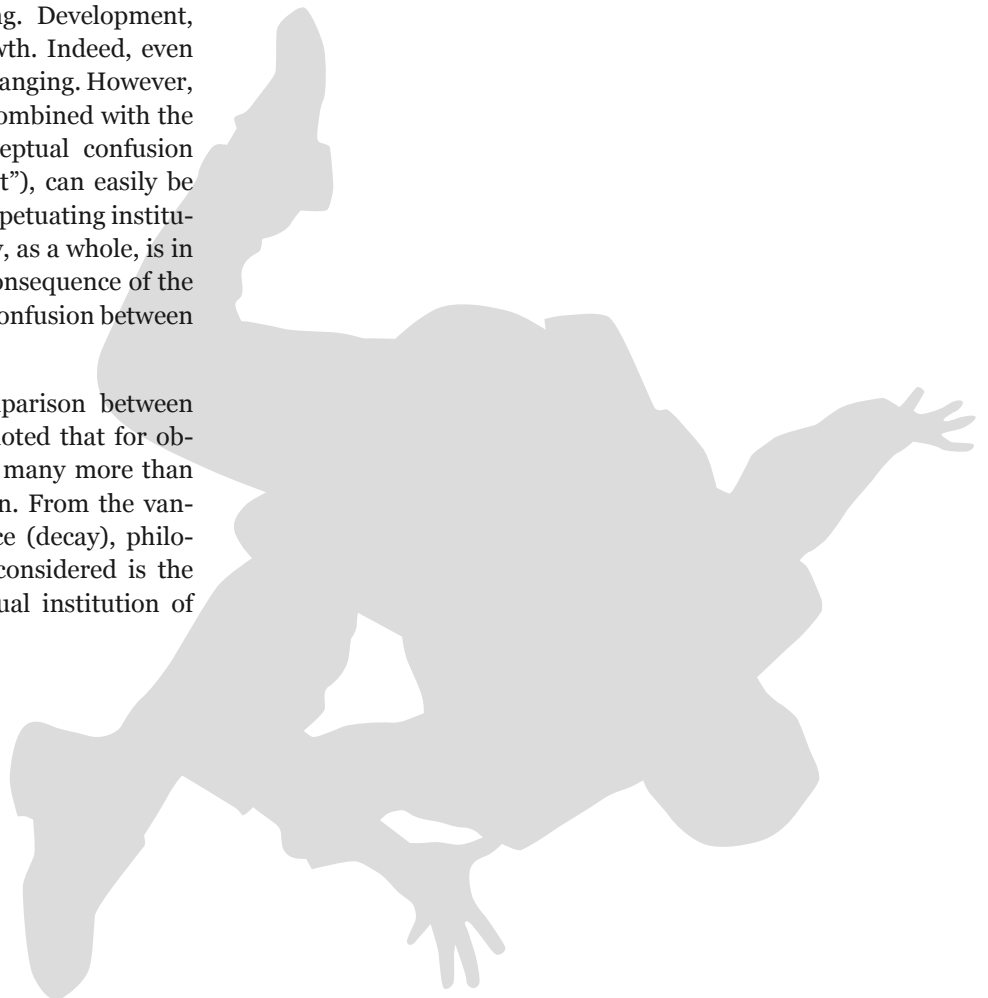 ng. Development,
wth. Indeed, even
anging. However,
ombined with the
eptual confusion
t”), can easily be
petuating institu-
y, as a whole, is in
onsequence of the
onfusion between
parison between
noted that for ob-
many more than
n. From the van-
ce (decay), philo-
considered is the
ual institution of